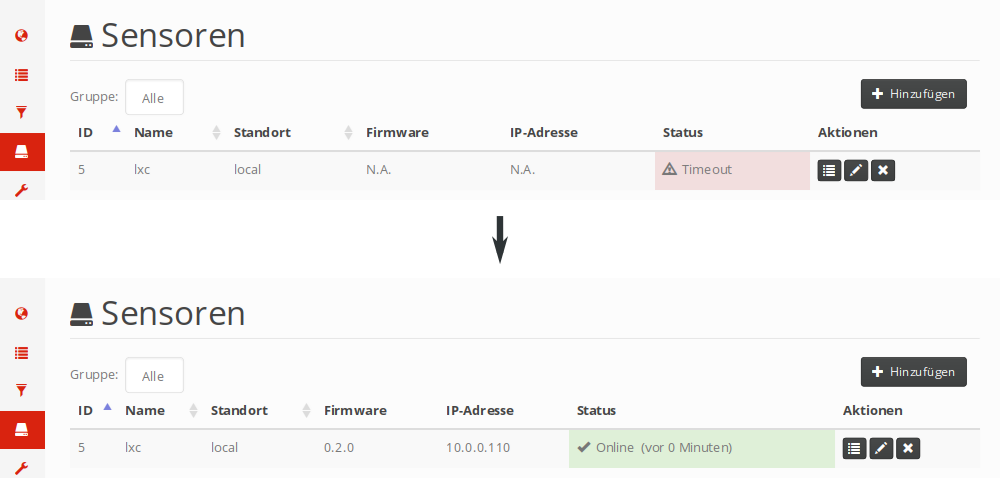 Sensoren
Gruppe: Alle Hinzufügen
ID Name Standort Firmware IP-Adresse Status Aktionen
5 lxc local N.A. N.A. Timeout
Sensoren
Gruppe: Alle Hinzufügen
ID Name Standort Firmware IP-Adresse Status Aktionen
5 lxc local 0.2.0 10.0.0.110 Online (vor 0 Minuten)